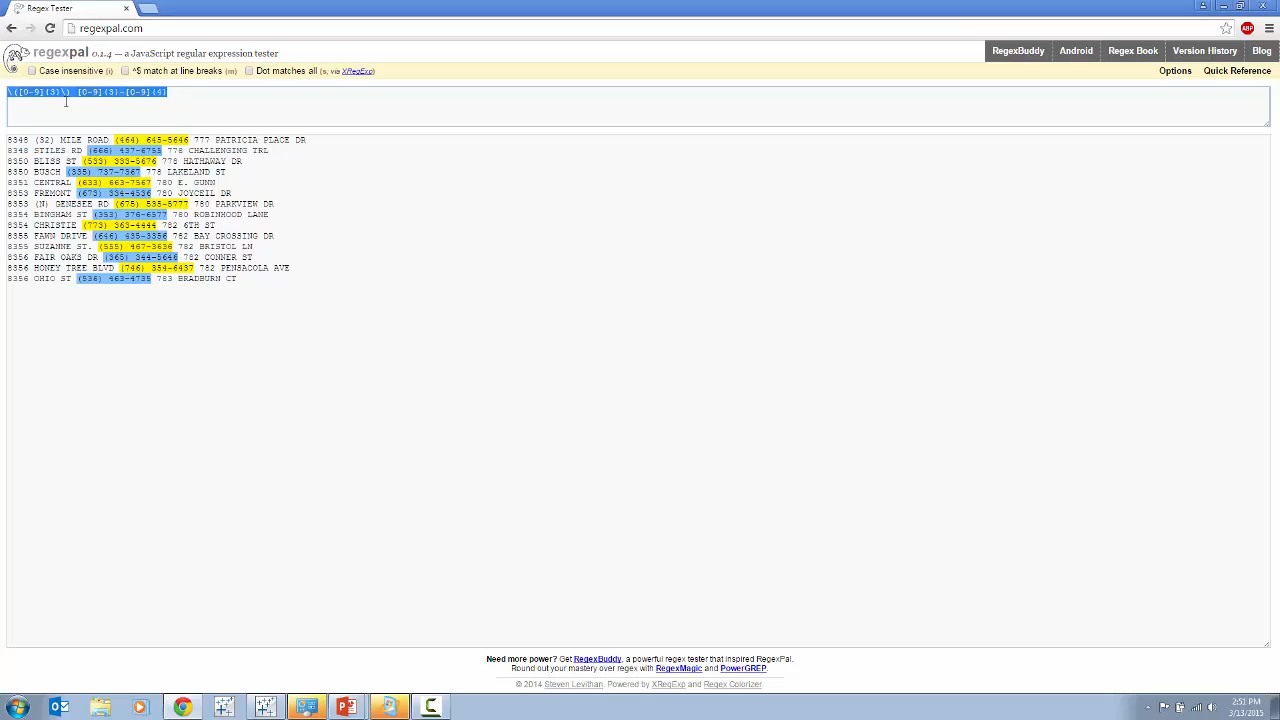 Regex Tester
regexpal.com
regexpal 0.1.4 — a JavaScript regular expression tester
RegexBuddy Android Regex Book Version History Blog
Case insensitive (i) ^$ match at line breaks (m) Dot matches all (s, via XRegExp)
Options Quick Reference
\([0-9]{3}\) [0-9]{3}-[0-9]{4}
8348 (32) MILE ROAD (464) 645-5646 777 PATRICIA PLACE DR
8348 STILES RD (666) 437-6755 778 CHALLENGING TRL
8350 BLISS ST (533) 333-5676 778 HATHAWAY DR
8350 BUSCH (335) 737-7367 778 LAKELAND ST
8351 CENTRAL (633) 663-7567 780 E. GUNN
8353 FREMONT (673) 334-4536 780 JOYCEIL DR
8353 (N) GENESEE RD (675) 535-5777 780 PARKVIEW DR
8354 BINGHAM ST (353) 376-6577 780 ROBINHOOD LANE
8354 CHRISTIE (773) 363-4444 782 6TH ST
8355 FAWN DRIVE (646) 435-3356 782 BAY CROSSING DR
8355 SUZANNE ST. (555) 467-3636 782 BRISTOL LN
8356 FAIR OAKS DR (365) 344-5646 782 CONNER ST
8356 HONEY TREE BLVD (746) 354-6437 782 PENSACOLA AVE
8356 OHIO ST (536) 463-4735 783 BRADBURN CT
Need more power? Get RegexBuddy, a powerful regex tester that inspired RegexPal.
Round out your mastery over regex with RegexMagic and PowerGREP.
© 2014 Steven Levithan. Powered by XRegExp and Regex Colorizer.
2:51 PM
3/13/2015